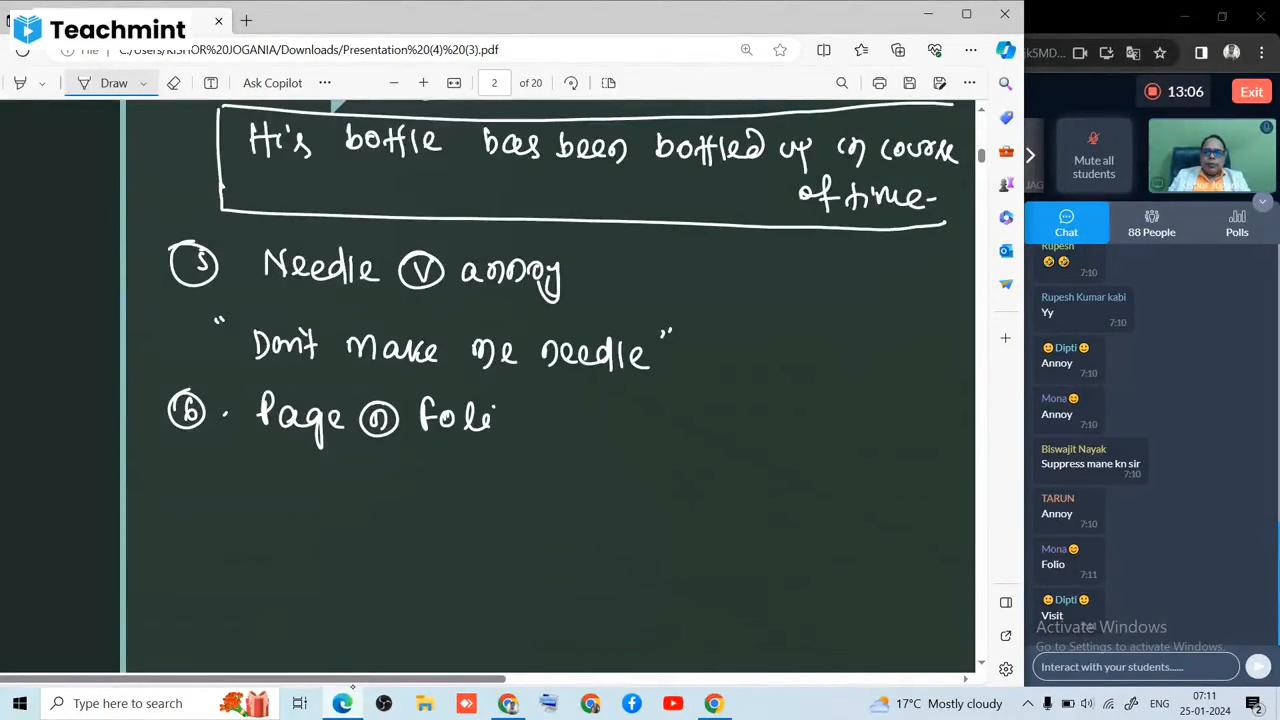 Teachmint
File
C:/Users/KISHOR%20JOGANIA/Downloads/Presentation%20(4)%20(3).pdf
Draw
Ask Copilot
2 of 20
Hi's bottle has been bottled up in course
of time.
5 Needle V annoy
"Don't make me needle"
6. Page n foli
jk5MD
13:06
Exit
Mute all
students
Chat
88 People
Polls
Rupesh
🤣🤣
7:10
Rupesh Kumar kabi
Yy
7:10
😊Dipti😊
Annoy
7:10
Mona😊
Annoy
7:10
Biswajit Nayak
Suppress mane kn sir
7:10
TARUN
Annoy
7:10
Mona😊
Folio
7:11
😊Dipti😊
Visit
Activate Windows
Go to Settings to activate Windows.
Interact with your students......
Type here to search
17°C Mostly cloudy
ENG
07:11
25-01-2024
2